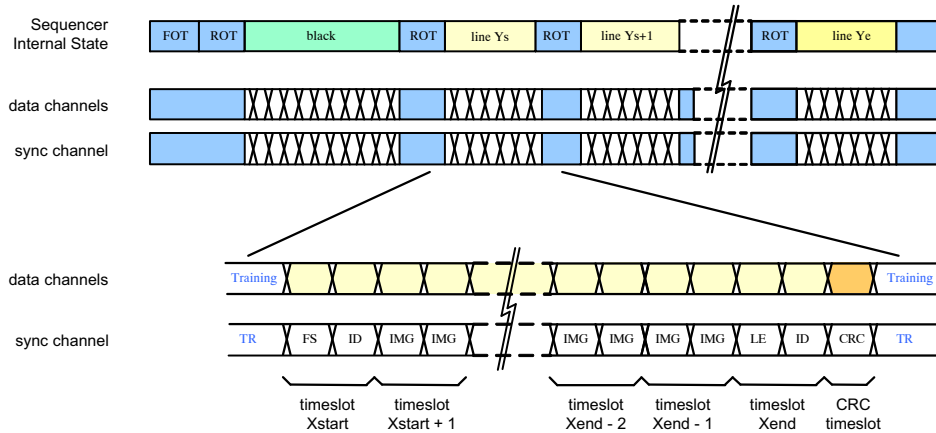 Sequencer
Internal State
FOT ROT black ROT line Ys ROT line Ys+1 ROT line Ye
data channels
sync channel
data channels Training Training
sync channel TR FS ID IMG IMG IMG IMG IMG IMG LE ID CRC TR
timeslot timeslot timeslot timeslot timeslot CRC
Xstart Xstart + 1 Xend - 2 Xend - 1 Xend timeslot